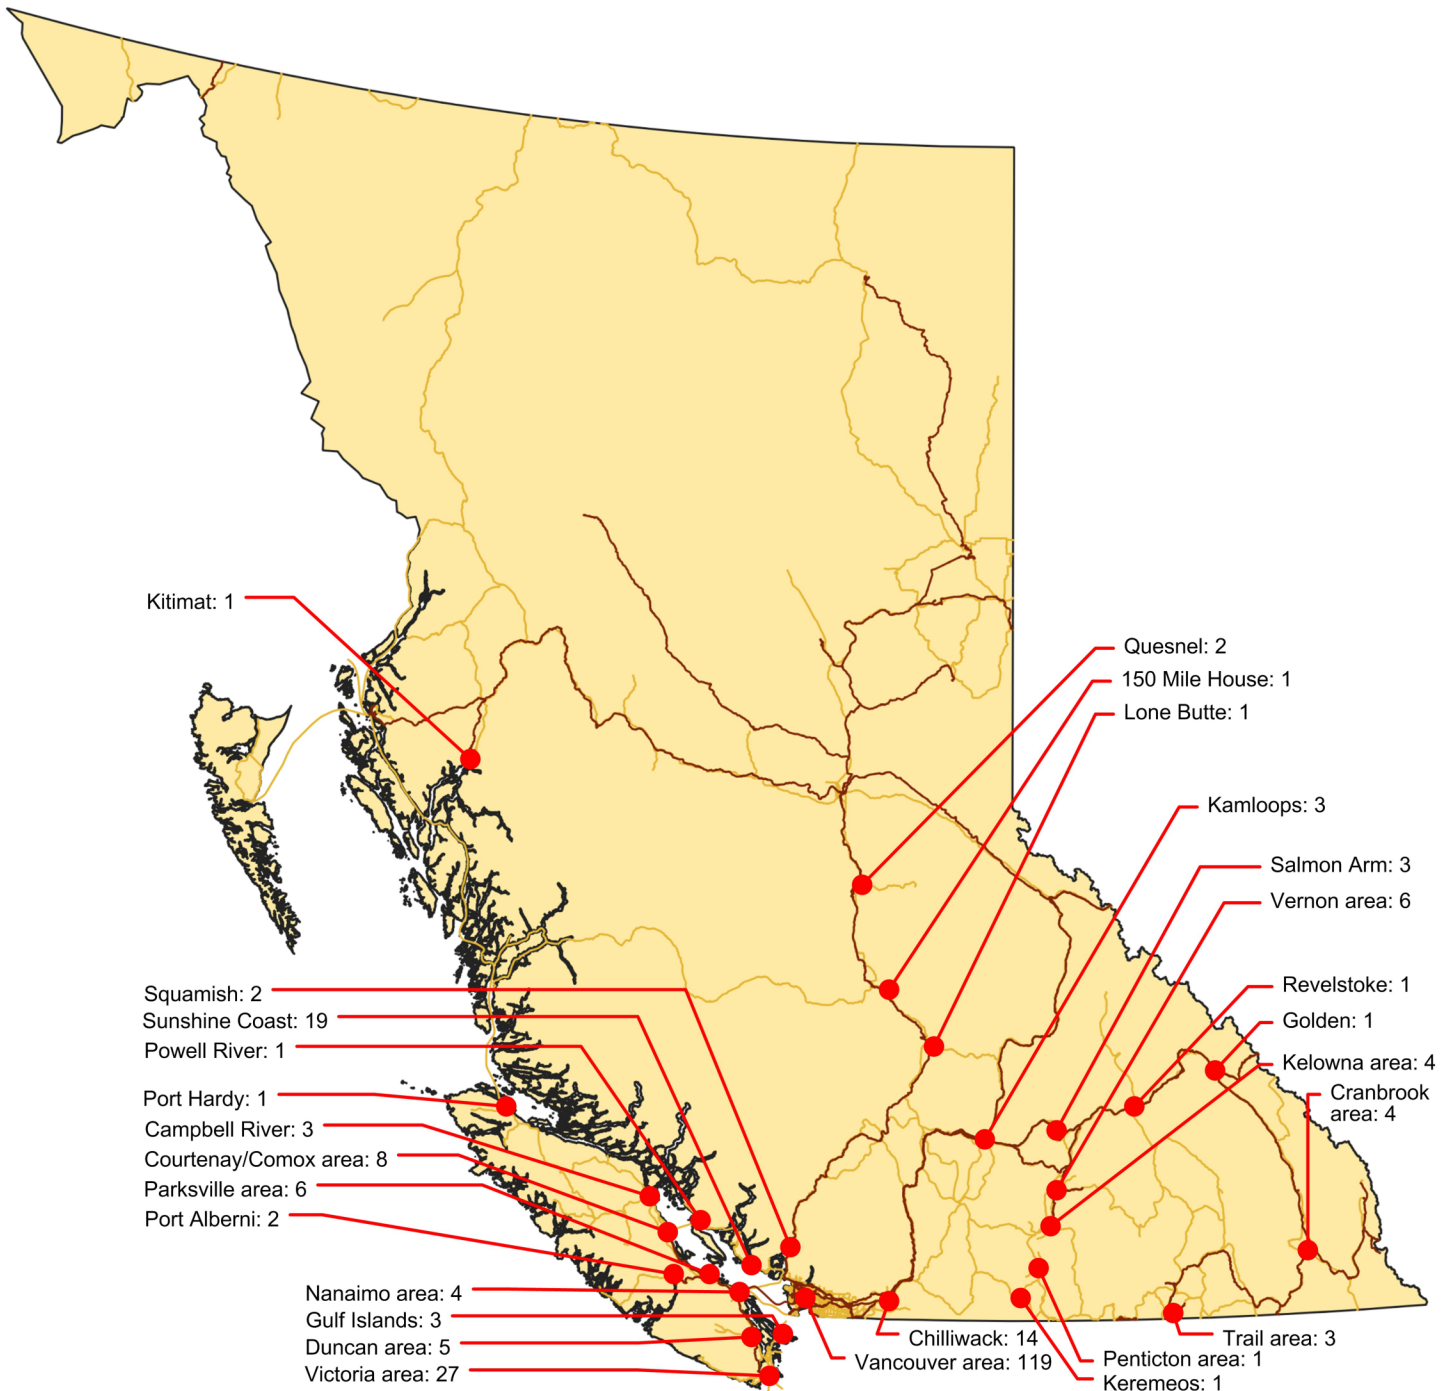 Kitimat: 1
Quesnel: 2
150 Mile House: 1
Lone Butte: 1
Kamloops: 3
Salmon Arm: 3
Vernon area: 6
Squamish: 2
Sunshine Coast: 19
Powell River: 1
Revelstoke: 1
Golden: 1
Kelowna area: 4
Cranbrook
area: 4
Port Hardy: 1
Campbell River: 3
Courtenay/Comox area: 8
Parksville area: 6
Port Alberni: 2
Nanaimo area: 4
Gulf Islands: 3
Duncan area: 5
Victoria area: 27
Chilliwack: 14
Vancouver area: 119
Trail area: 3
Penticton area: 1
Keremeos: 1